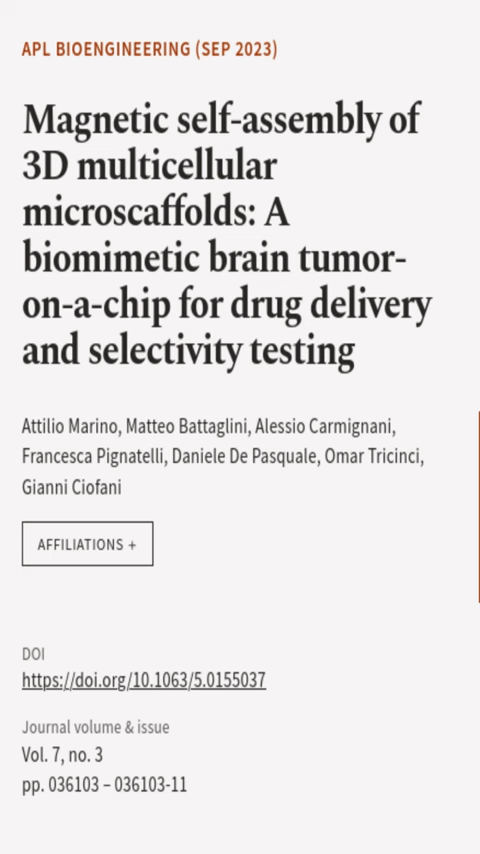 APL BIOENGINEERING (SEP 2023)
Magnetic self-assembly of
3D multicellular
microscaffolds: A
biomimetic brain tumor-
on-a-chip for drug delivery
and selectivity testing
Attilio Marino, Matteo Battaglini, Alessio Carmignani,
Francesca Pignatelli, Daniele De Pasquale, Omar Tricinci,
Gianni Ciofani
AFFILIATIONS +
DOI
https://doi.org/10.1063/5.0155037
Journal volume & issue
Vol. 7, no. 3
pp. 036103 – 036103-11